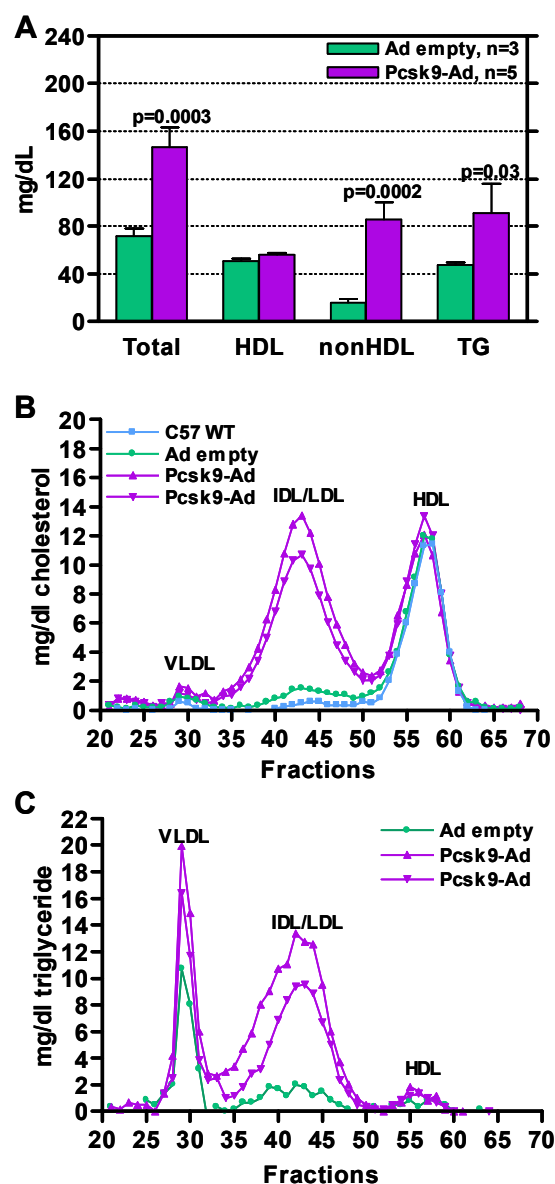 A
240
200
160
120
80
40
0
mg/dL
Ad empty, n=3
Pcsk9-Ad, n=5
p=0.0003
p=0.0002
p=0.03
Total HDL nonHDL TG
B
20
18
16
14
12
10
8
6
4
2
0
mg/dl cholesterol
C57 WT
Ad empty
Pcsk9-Ad
Pcsk9-Ad
IDL/LDL
HDL
VLDL
20 25 30 35 40 45 50 55 60 65 70
Fractions
C
22
20
18
16
14
12
10
8
6
4
2
0
mg/dl triglyceride
VLDL
Ad empty
Pcsk9-Ad
Pcsk9-Ad
IDL/LDL
HDL
20 25 30 35 40 45 50 55 60 65 70
Fractions